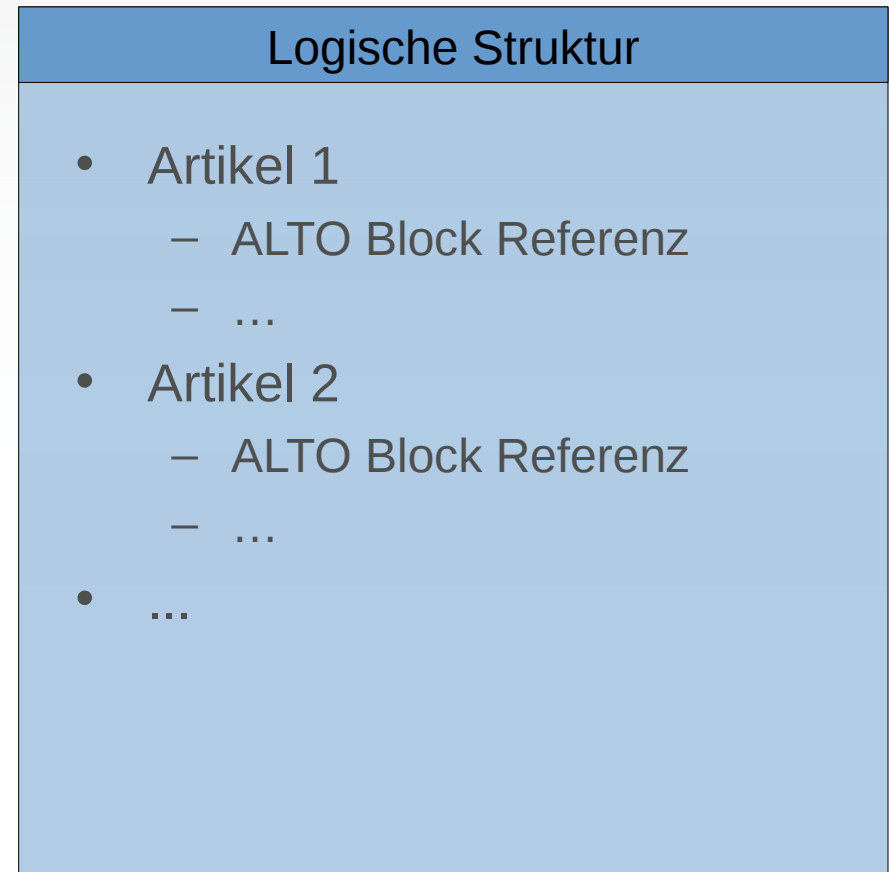 Logische Struktur
• Artikel 1
– ALTO Block Referenz
– …
• Artikel 2
– ALTO Block Referenz
– …
• ...